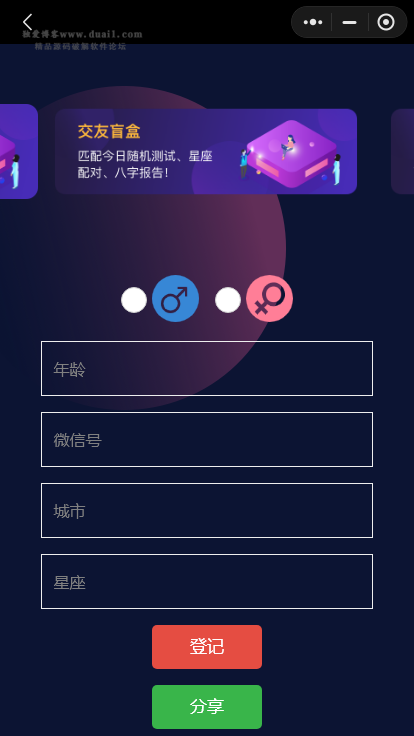 独爱博客www.duail.com
精品源码破解软件论坛
交友盲盒
匹配今日随机测试、星座
配对、八字报告！
年龄
微信号
城市
星座
登记
分享